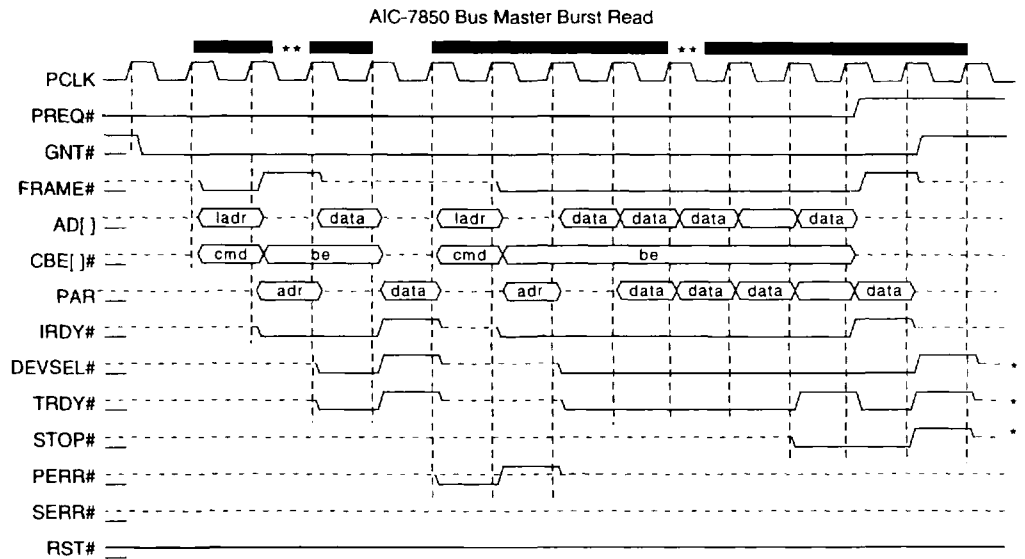 AIC-7850 Bus Master Burst Read
** **
PCLK
PREQ#
GNT#
FRAME#
AD[ ] ladr data ladr data data data data
CBE[ ]# cmd be cmd be
PAR adr data adr data data data data
IRDY#
DEVSEL# *
TRDY# *
STOP# *
PERR#
SERR#
RST#